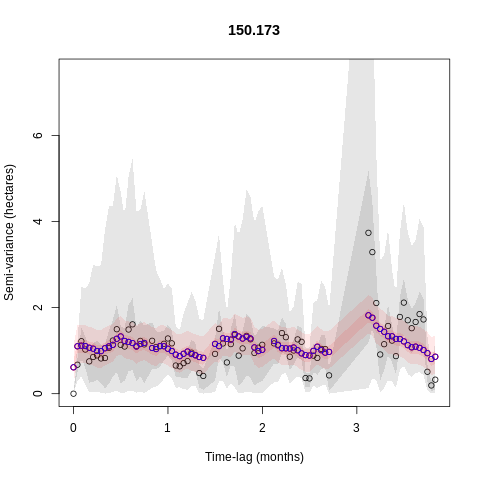 150.173
Semi-variance (hectares)
6
4
2
0
0 1 2 3
Time-lag (months)